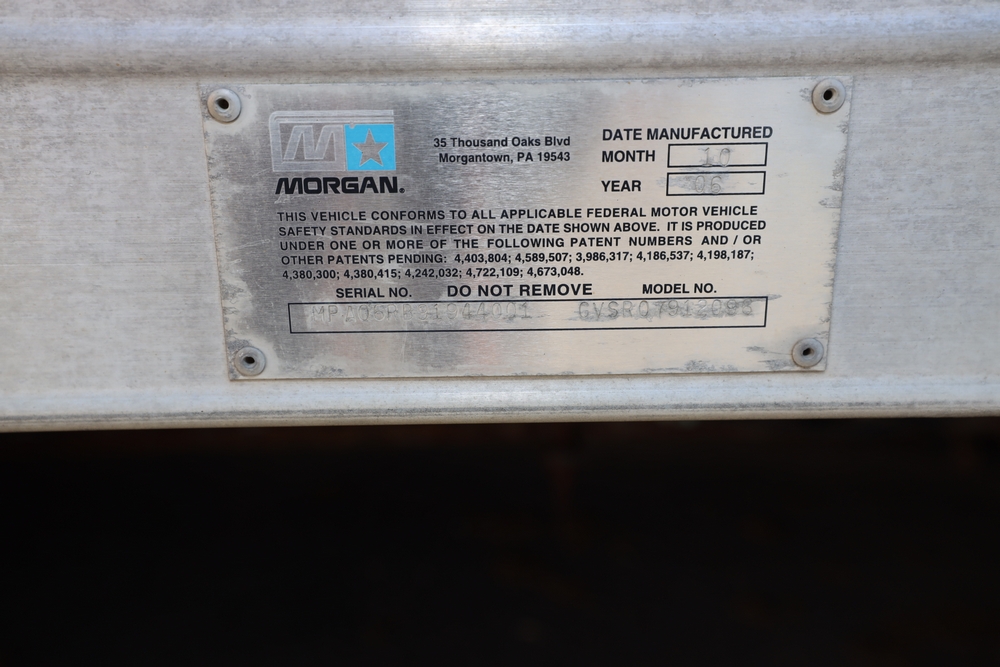 M
MORGAN.
35 Thousand Oaks Blvd
Morgantown, PA 19543
DATE MANUFACTURED
MONTH 10
YEAR 06
THIS VEHICLE CONFORMS TO ALL APPLICABLE FEDERAL MOTOR VEHICLE
SAFETY STANDARDS IN EFFECT ON THE DATE SHOWN ABOVE. IT IS PRODUCED
UNDER ONE OR MORE OF THE FOLLOWING PATENT NUMBERS AND / OR
OTHER PATENTS PENDING: 4,403,804; 4,589,507; 3,986,317; 4,186,537; 4,198,187;
4,380,300; 4,380,415; 4,242,032; 4,722,109; 4,673,048.
SERIAL NO. DO NOT REMOVE MODEL NO.